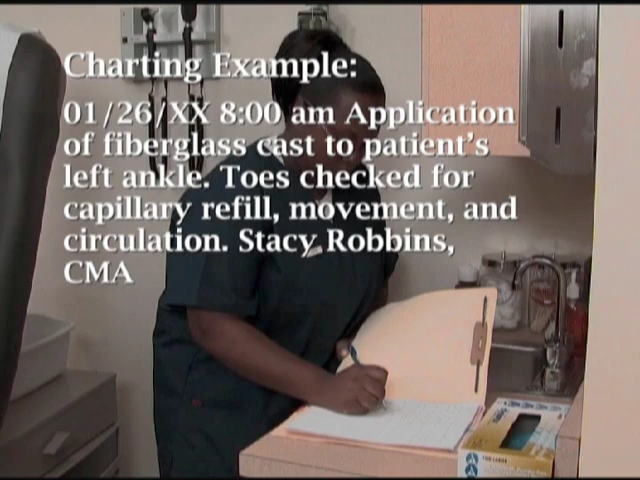 Charting Example:
01/26/XX 8:00 am Application
of fiberglass cast to patient's
left ankle. Toes checked for
capillary refill, movement, and
circulation. Stacy Robbins,
CMA